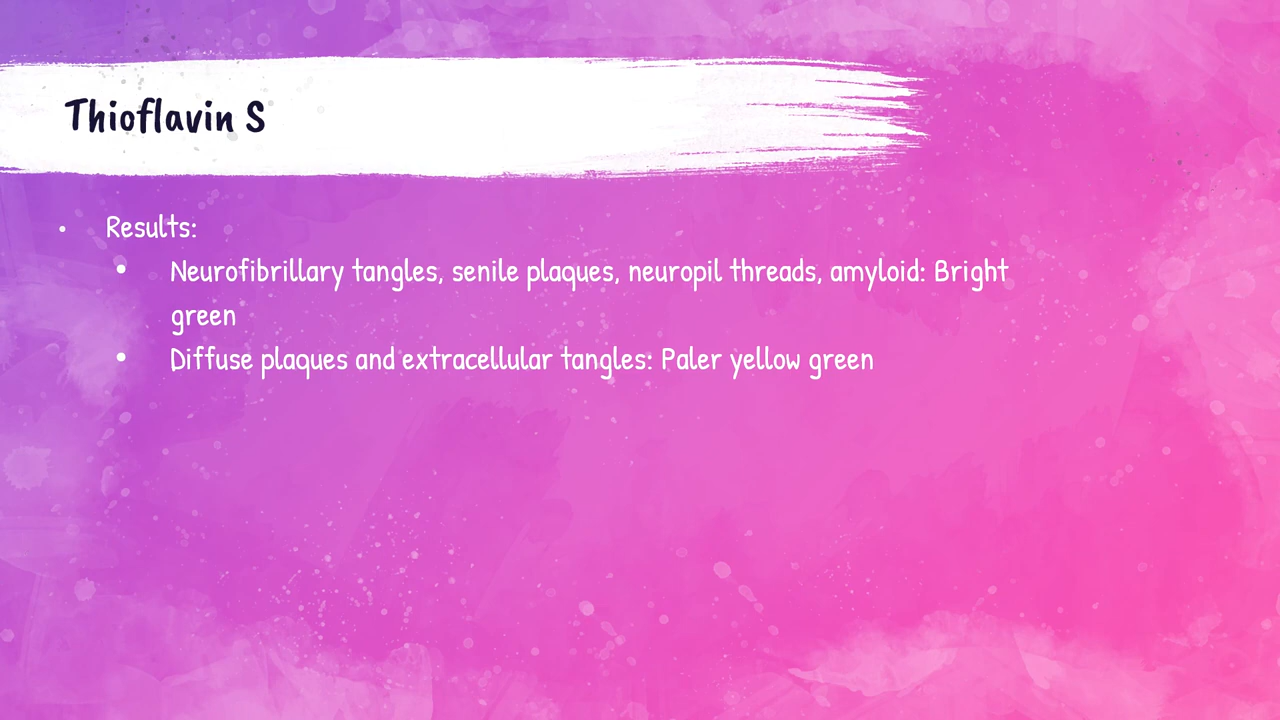 Thioflavin S
• Results:
• Neurofibrillary tangles, senile plaques, neuropil threads, amyloid: Bright
green
• Diffuse plaques and extracellular tangles: Paler yellow green